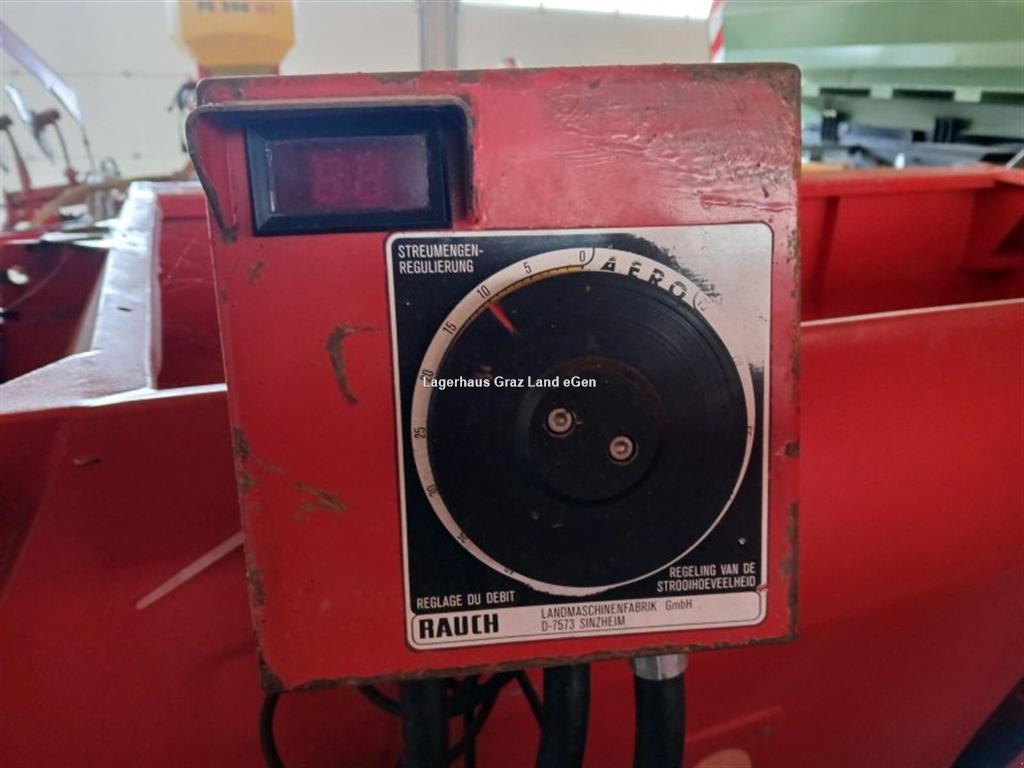 STREUMENGEN-
REGULIERUNG
0
AERO
5
10
15
20
25
30
Lagerhaus Graz Land eGen
REGLAGE DU DEBIT
REGELING VAN DE
STROOIHOEVEELHEID
RAUCH
LANDMASCHINENFABRIK GmbH
D-7573 SINZHEIM